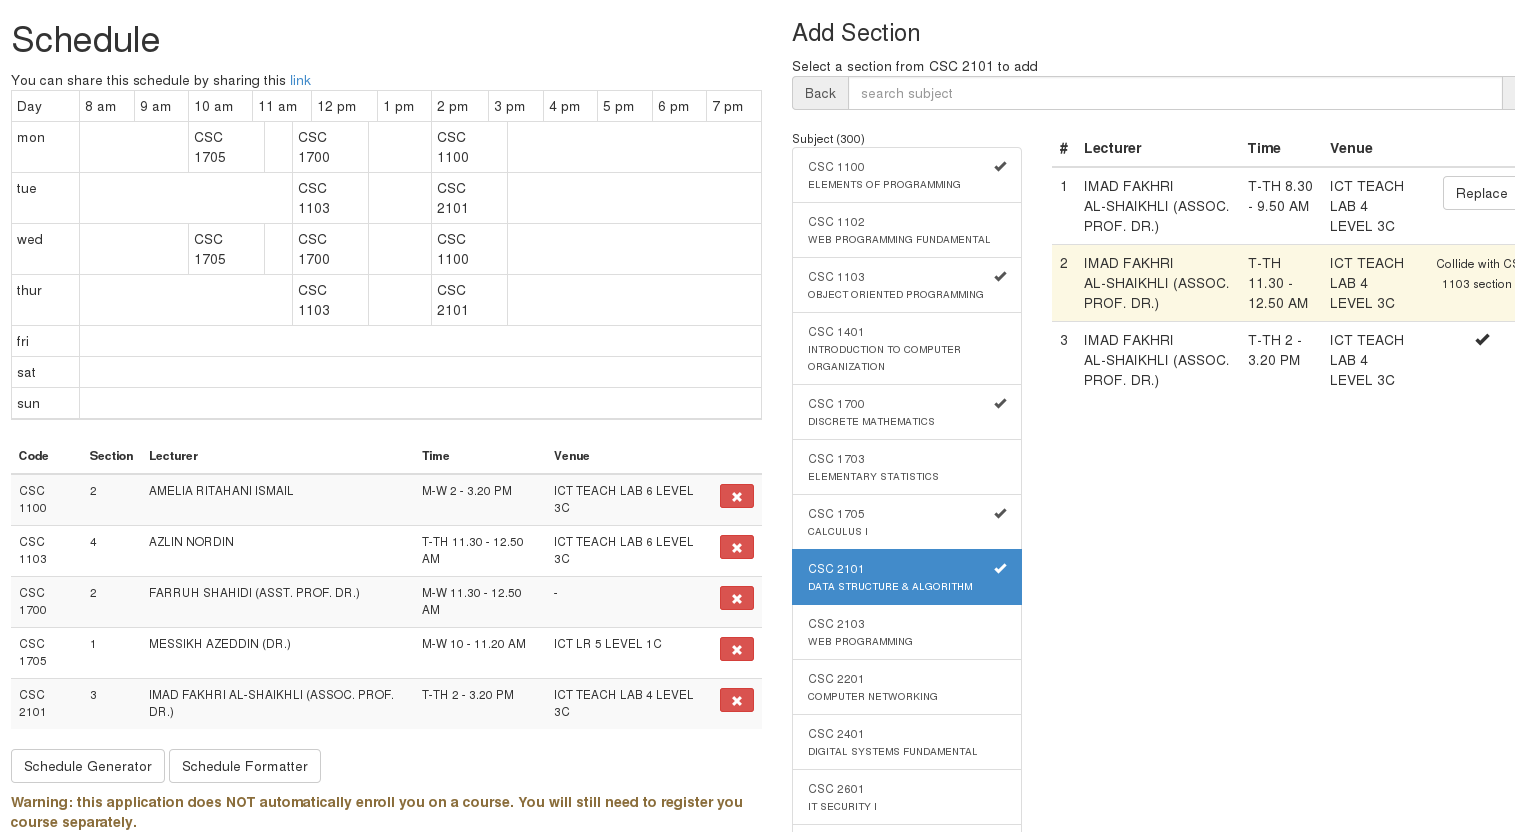 Schedule
You can share this schedule by sharing this link
Day 8 am 9 am 10 am 11 am 12 pm 1 pm 2 pm 3 pm 4 pm 5 pm 6 pm 7 pm
mon CSC CSC CSC
1705 1700 1100
tue CSC CSC
1103 2101
wed CSC CSC CSC
1705 1700 1100
thur CSC CSC
1103 2101
fri
sat
sun
Code Section Lecturer Time Venue
CSC 2 AMELIA RITAHANI ISMAIL M-W 2 - 3.20 PM ICT TEACH LAB 6 LEVEL
1100 3C
CSC 4 AZLIN NORDIN T-TH 11.30 - 12.50 ICT TEACH LAB 6 LEVEL
1103 AM 3C
CSC 2 FARRUH SHAHIDI (ASST. PROF. DR.) M-W 11.30 - 12.50 -
1700 AM
CSC 1 MESSIKH AZEDDIN (DR.) M-W 10 - 11.20 AM ICT LR 5 LEVEL 1C
1705
CSC 3 IMAD FAKHRI AL-SHAIKHLI (ASSOC. PROF. T-TH 2 - 3.20 PM ICT TEACH LAB 4 LEVEL
2101 DR.) 3C
Schedule Generator Schedule Formatter
Warning: this application does NOT automatically enroll you on a course. You will still need to register you
course separately.
Add Section
Select a section from CSC 2101 to add
Back search subject
Subject (300)
CSC 1100
ELEMENTS OF PROGRAMMING
CSC 1102
WEB PROGRAMMING FUNDAMENTAL
CSC 1103
OBJECT ORIENTED PROGRAMMING
CSC 1401
INTRODUCTION TO COMPUTER
ORGANIZATION
CSC 1700
DISCRETE MATHEMATICS
CSC 1703
ELEMENTARY STATISTICS
CSC 1705
CALCULUS I
CSC 2101
DATA STRUCTURE & ALGORITHM
CSC 2103
WEB PROGRAMMING
CSC 2201
COMPUTER NETWORKING
CSC 2401
DIGITAL SYSTEMS FUNDAMENTAL
CSC 2601
IT SECURITY I
# Lecturer Time Venue
1 IMAD FAKHRI T-TH 8.30 ICT TEACH Replace
AL-SHAIKHLI (ASSOC. - 9.50 AM LAB 4
PROF. DR.) LEVEL 3C
2 IMAD FAKHRI T-TH ICT TEACH Collide with
AL-SHAIKHLI (ASSOC. 11.30 - LAB 4 1103 section
PROF. DR.) 12.50 AM LEVEL 3C
3 IMAD FAKHRI T-TH 2 - ICT TEACH
AL-SHAIKHLI (ASSOC. 3.20 PM LAB 4
PROF. DR.) LEVEL 3C